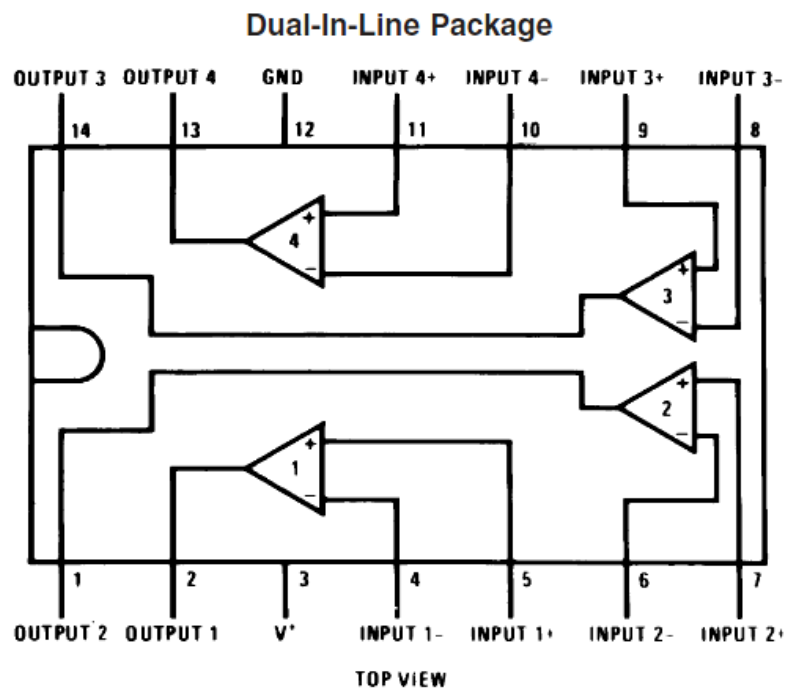 Dual-In-Line Package
OUTPUT 3 OUTPUT 4 GND INPUT 4+ INPUT 4- INPUT 3+ INPUT 3-
14 13 12 11 10 9 8
+
4
-
+
3
-
+
2
-
+
1
-
1 2 3 4 5 6 7
OUTPUT 2 OUTPUT 1 V+ INPUT 1- INPUT 1+ INPUT 2- INPUT 2+
TOP VIEW